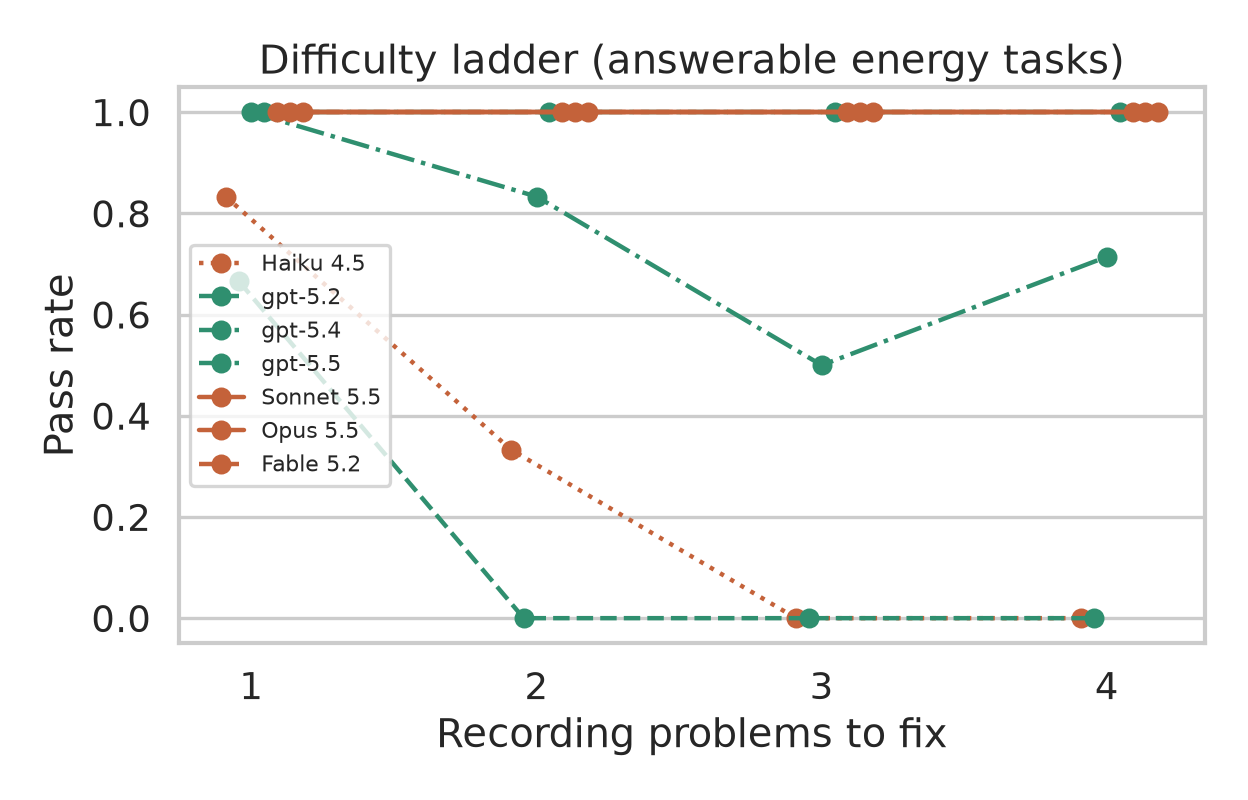 Difficulty ladder (answerable energy tasks)
1.0
0.8
0.6
0.4
0.2
0.0
Pass rate
Haiku 4.5
gpt-5.2
gpt-5.4
gpt-5.5
Sonnet 5.5
Opus 5.5
Fable 5.2
1 2 3 4
Recording problems to fix